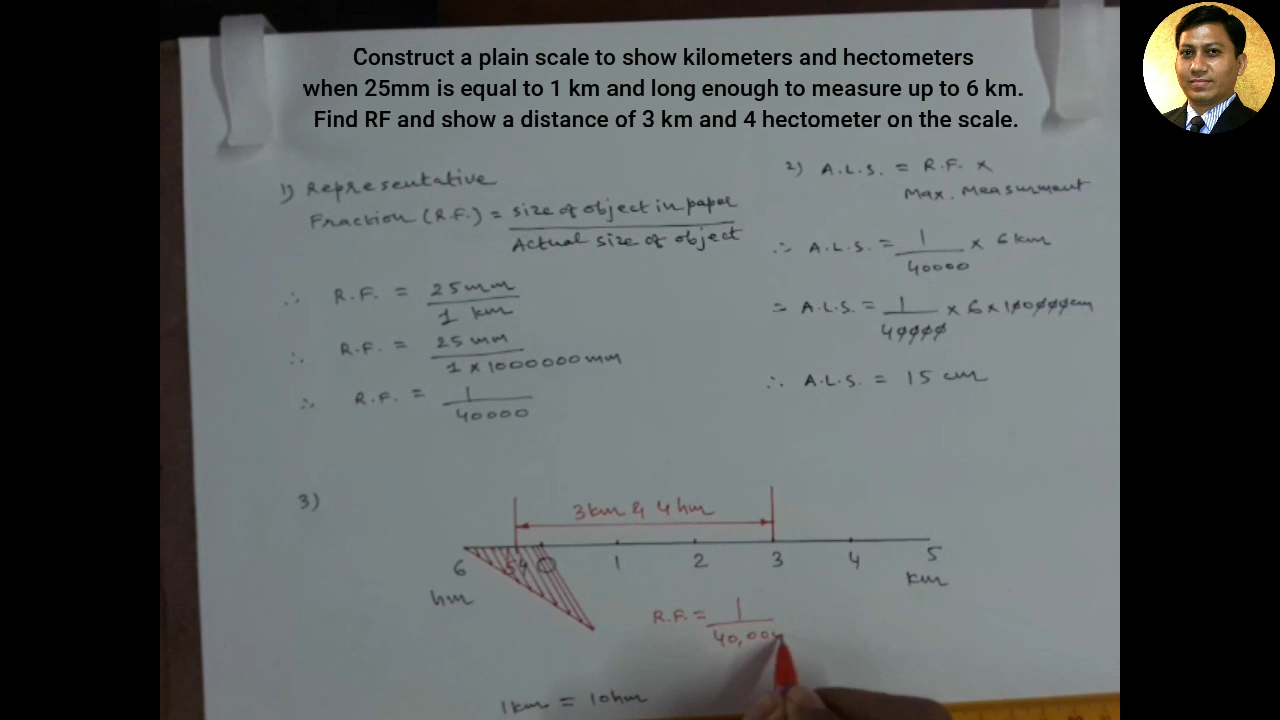 Construct a plain scale to show kilometers and hectometers
when 25mm is equal to 1 km and long enough to measure up to 6 km.
Find RF and show a distance of 3 km and 4 hectometer on the scale.
1) Representative
Fraction (R.F.) = size of object in paper
Actual size of object
∴ R.F. = 25mm
1 km
∴ R.F. = 25 mm
1 × 1000000 mm
∴ R.F. = 1
40000
2) A.L.S. = R.F. ×
Max. Measurment
∴ A.L.S. = 1 × 6 km
40000
= A.L.S. = 1 × 6 × 100000 cm
40000
∴ A.L.S. = 15 cm
3)
3km & 4 hm
6 4 0 1 2 3 4 5
hm km
R.F. = 1
40,00
1km = 10hm